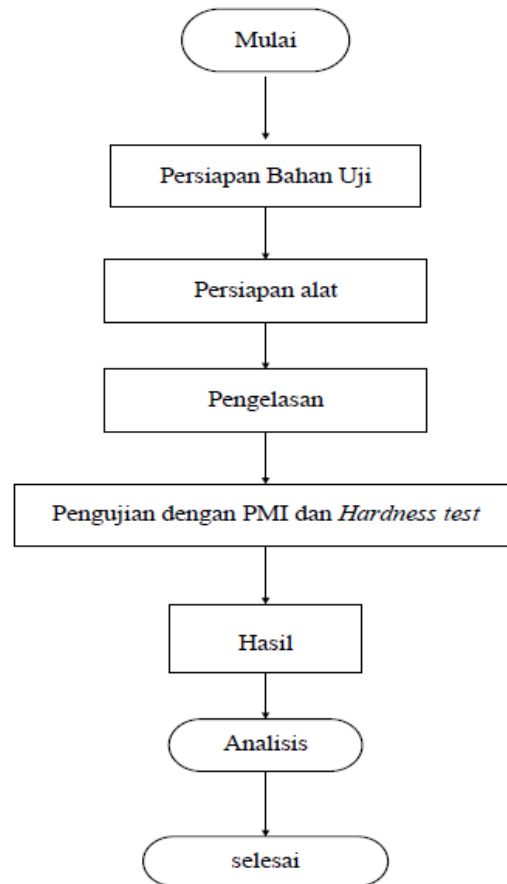 Mulai
Persiapan Bahan Uji
Persiapan alat
Pengelasan
Pengujian dengan PMI dan Hardness test
Hasil
Analisis
selesai